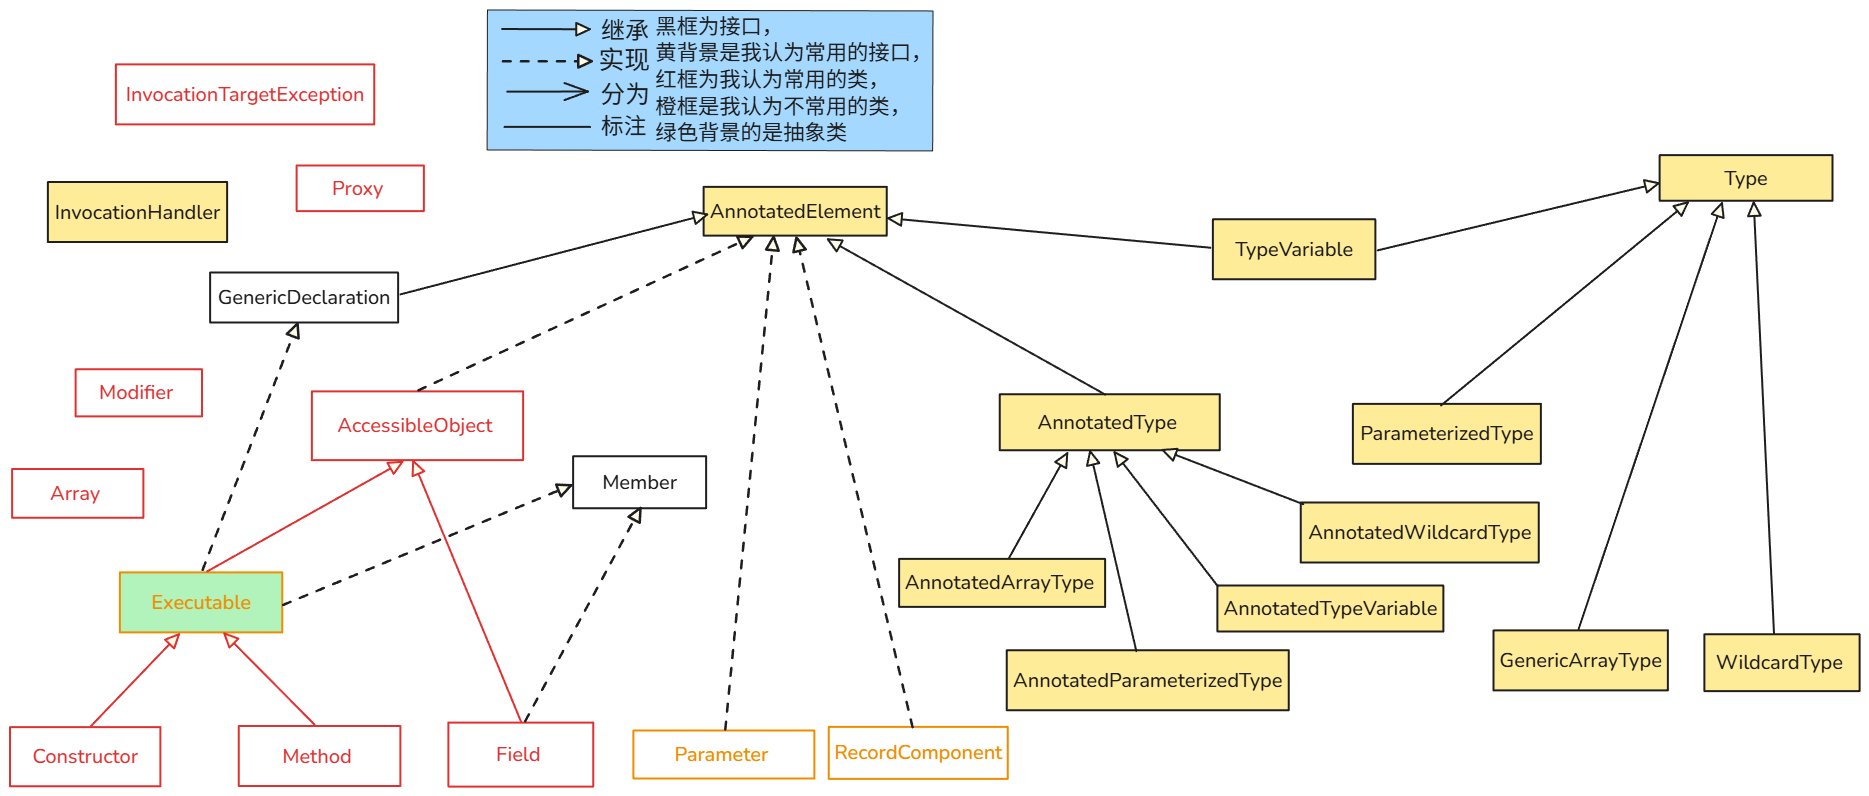 继承
实现
分为
标注
黑框为接口，
黄背景是我认为常用的接口，
红框为我认为常用的类，
橙框是我认为不常用的类，
绿色背景的是抽象类
InvocationTargetException
Proxy
InvocationHandler
AnnotatedElement
Type
TypeVariable
GenericDeclaration
Modifier
AccessibleObject
AnnotatedType
ParameterizedType
Member
Array
AnnotatedWildcardType
AnnotatedArrayType
Executable
AnnotatedTypeVariable
GenericArrayType
WildcardType
AnnotatedParameterizedType
Constructor
Method
Field
Parameter
RecordComponent